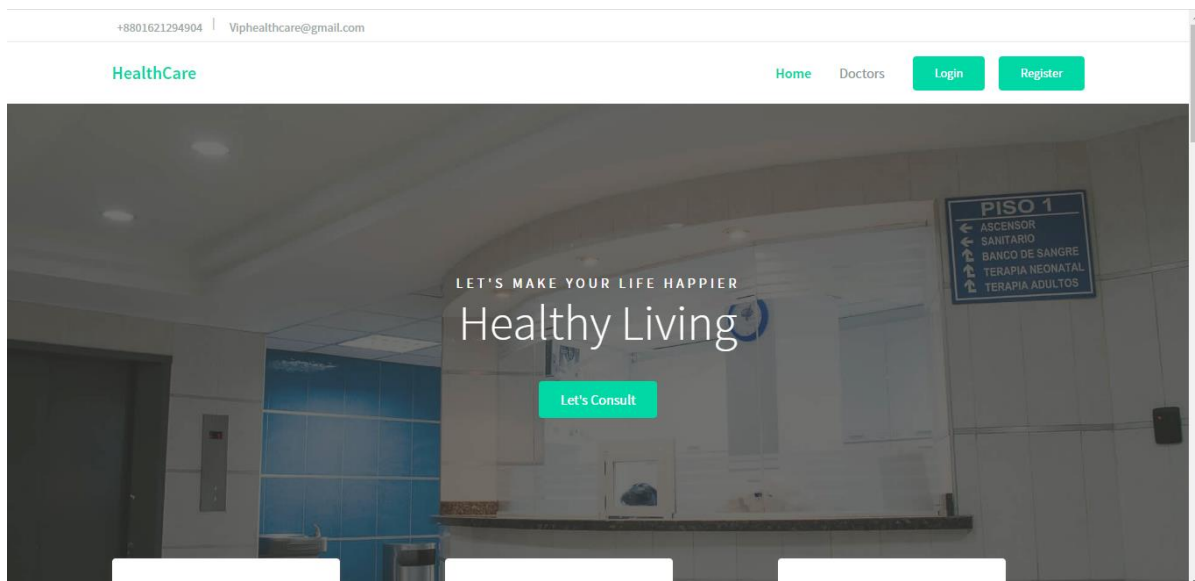 +8801621294904 Viphealthcare@gmail.com
HealthCare
Home Doctors Login Register
PISO 1
ASCENSOR
SANITARIO
BANCO DE SANGRE
TERAPIA NEONATAL
TERAPIA ADULTOS
LET'S MAKE YOUR LIFE HAPPIER
Healthy Living
Let's Consult